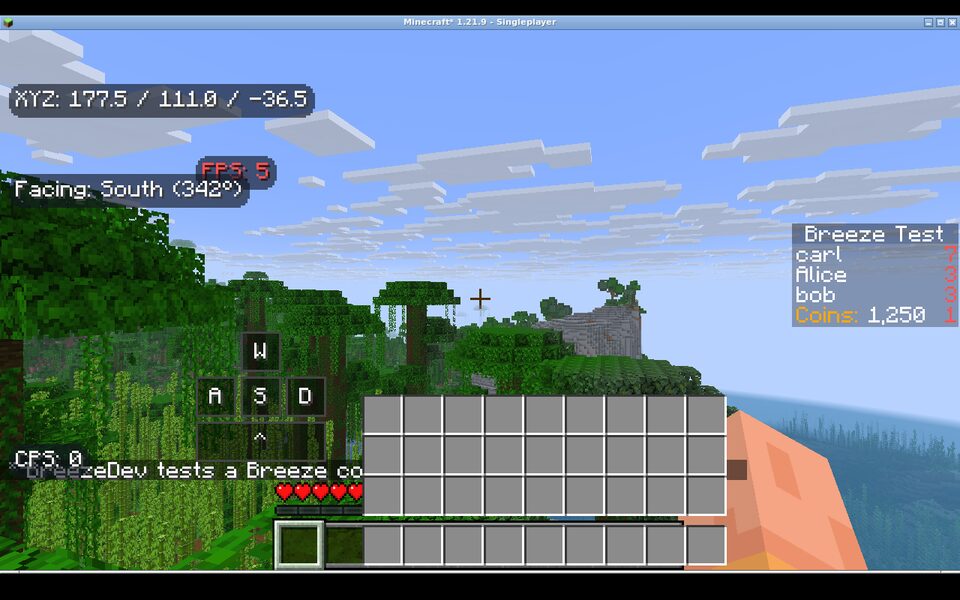 Minecraft* 1.21.9 - Singleplayer
XYZ: 177.5 / 111.0 / -36.5
FPS: 5
Facing: South (342°)
Breeze Test
carl 7
Alice 3
bob 3
Coins: 1,250 1
W
A S D
^
CPS: 0
BreezeDev tests a Breeze co